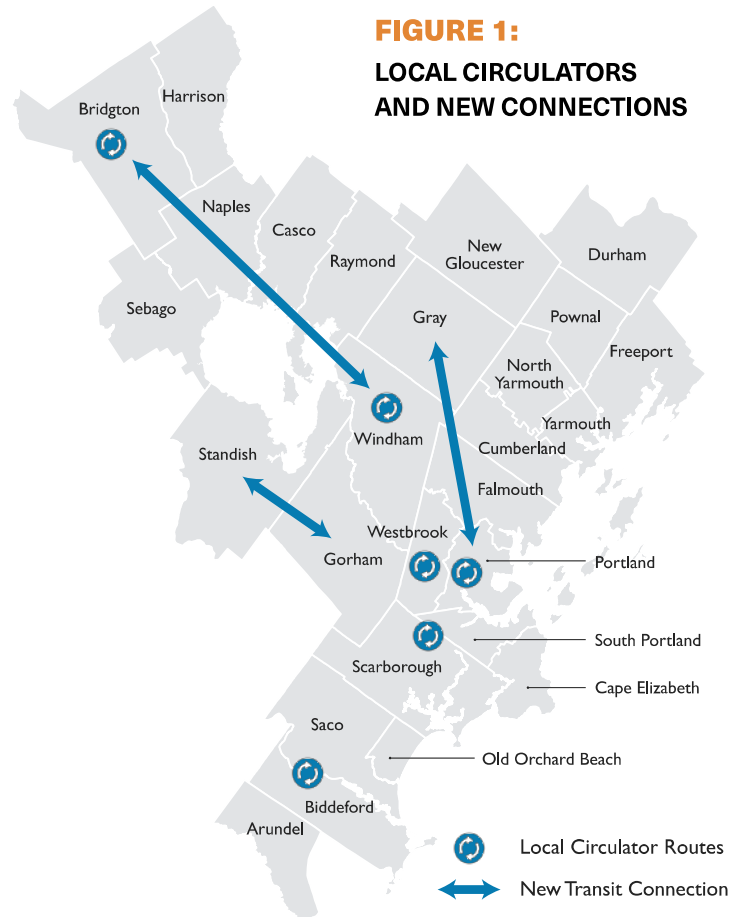 FIGURE 1:
LOCAL CIRCULATORS
AND NEW CONNECTIONS
Harrison
Bridgton
Naples
Casco
Raymond
New
Gloucester
Durham
Sebago
Gray
Pownal
Freeport
North
Yarmouth
Yarmouth
Windham
Cumberland
Standish
Falmouth
Westbrook
Gorham
Portland
South Portland
Scarborough
Cape Elizabeth
Saco
Old Orchard Beach
Biddeford
Arundel
Local Circulator Routes
New Transit Connection